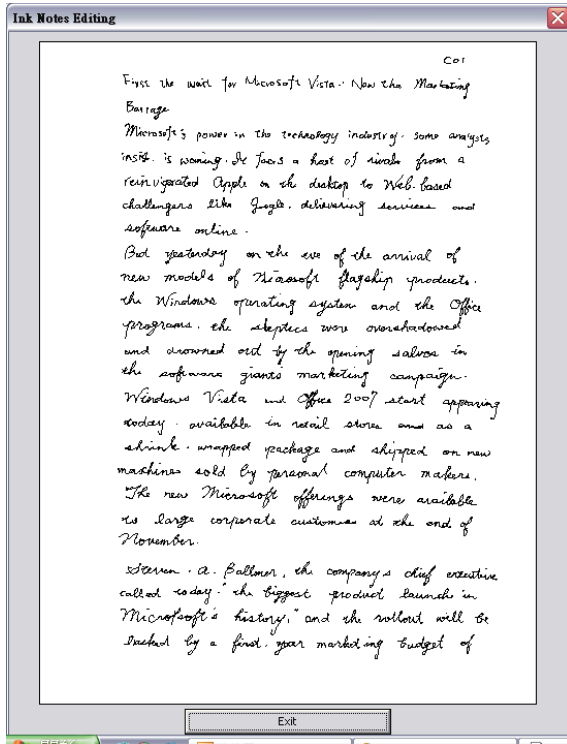 Ink Notes Editing
C01
First the wait for Microsoft Vista. Now the Marketing
Barrage
Microsoft's power in the technology industry. some analysts
insist. is waning. It faces a host of rivals from a
reinvigorated Apple on the desktop to Web. based
challengers like Google. delivering services and
software online.
But yesterday on the eve of the arrival of
new models of Microsoft flagship products.
the Windows operating system and the Office
programs. the skeptics were overshadowed
and drowned out by the opening salvos in
the software giants marketing campaign.
Windows Vista and Office 2007 start appearing
today. available in retail stores and as a
shrink. wrapped package and shipped on new
machines sold by personal computer makers.
"The new Microsoft offerings were available
to large corporate customers at the end of
November.
Steven. A. Ballmer, the company's chief executive
called today. "the biggest product launch in
Microfsoft's history," and the rollout will be
backed by a first. year marketing budget of
Exit